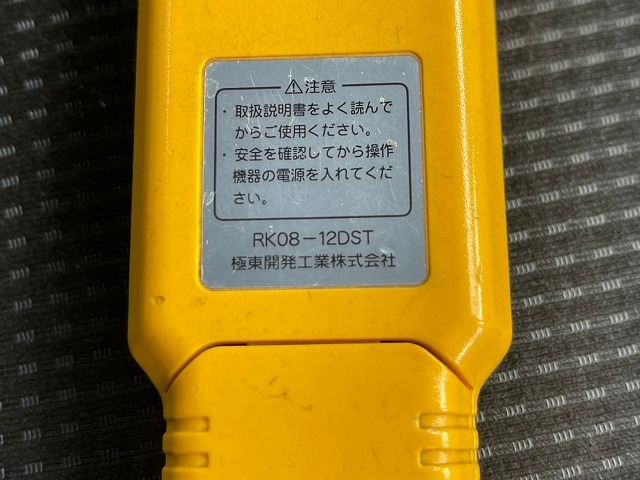 ⚠注意
・取扱説明書をよく読んで
からご使用ください。
・安全を確認してから操作
機器の電源を入れてくだ
さい。
RK08-12DST
極東開発工業株式会社